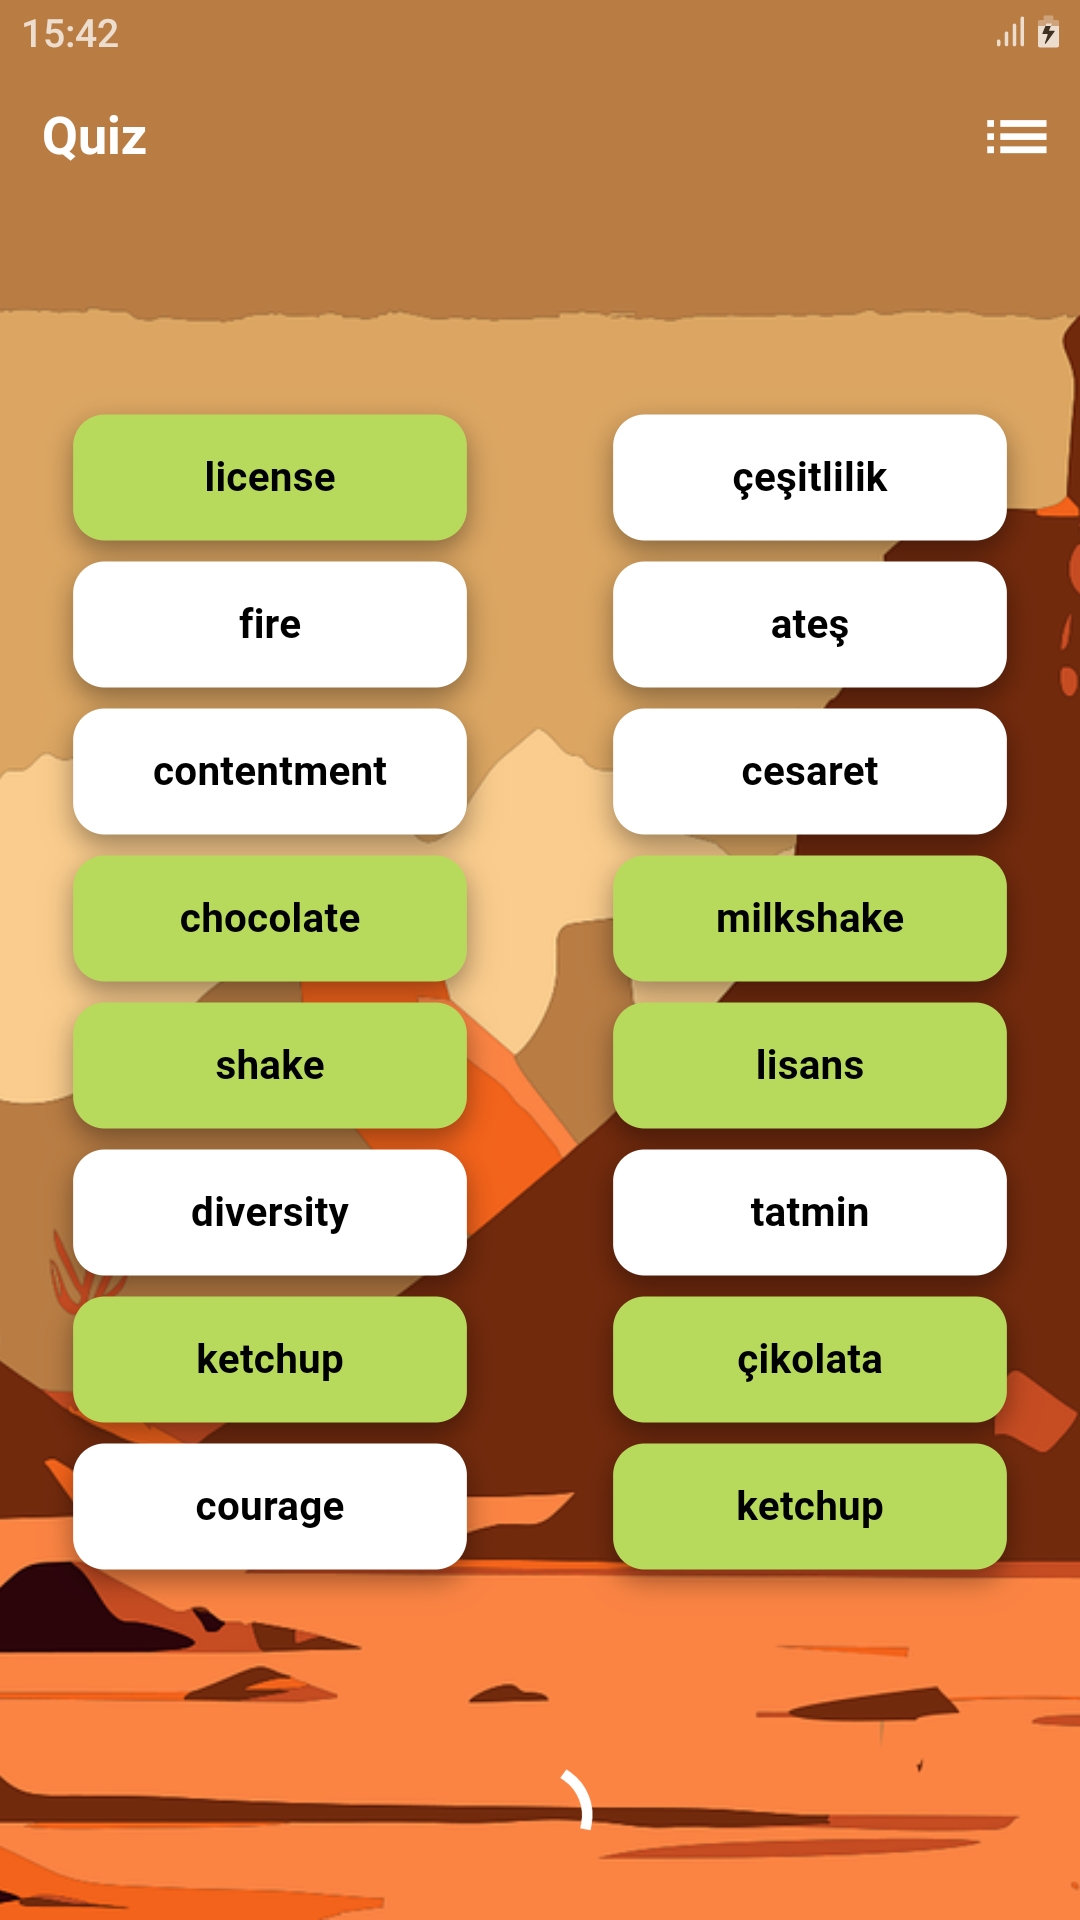 15:42
Quiz
license
çeşitlilik
fire
ateş
contentment
cesaret
chocolate
milkshake
shake
lisans
diversity
tatmin
ketchup
çikolata
courage
ketchup